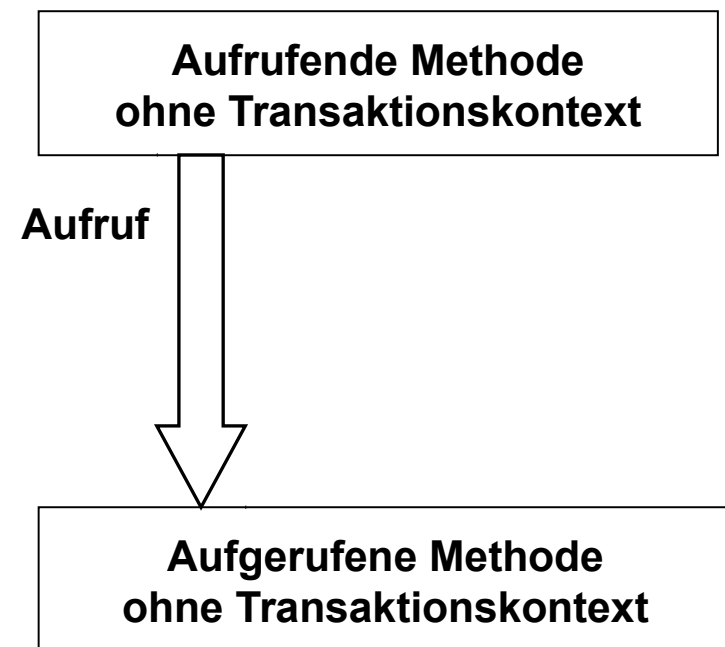 Aufrufende Methode
ohne Transaktionskontext
Aufruf
Aufgerufene Methode
ohne Transaktionskontext